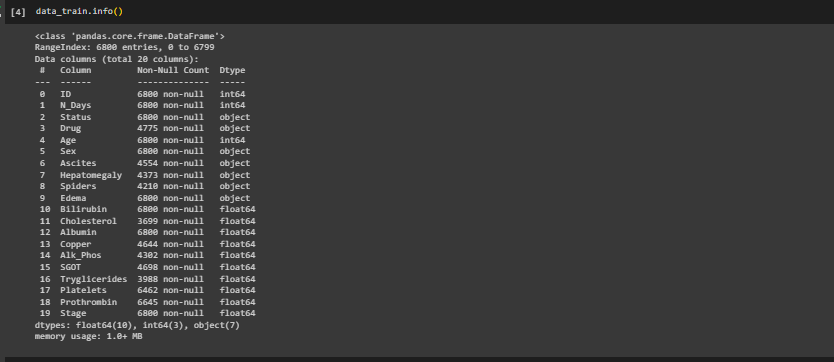 [4] data_train.info()
<class 'pandas.core.frame.DataFrame'>
RangeIndex: 6800 entries, 0 to 6799
Data columns (total 20 columns):
 #   Column         Non-Null Count  Dtype
---  ------         --------------  -----
 0   ID             6800 non-null   int64
 1   N_Days         6800 non-null   int64
 2   Status         6800 non-null   object
 3   Drug           4775 non-null   object
 4   Age            6800 non-null   int64
 5   Sex            6800 non-null   object
 6   Ascites        4554 non-null   object
 7   Hepatomegaly   4373 non-null   object
 8   Spiders        4210 non-null   object
 9   Edema          6800 non-null   object
 10  Bilirubin      6800 non-null   float64
 11  Cholesterol    3699 non-null   float64
 12  Albumin        6800 non-null   float64
 13  Copper         4644 non-null   float64
 14  Alk_Phos       4302 non-null   float64
 15  SGOT           4698 non-null   float64
 16  Tryglicerides  3988 non-null   float64
 17  Platelets      6462 non-null   float64
 18  Prothrombin    6645 non-null   float64
 19  Stage          6800 non-null   float64
dtypes: float64(10), int64(3), object(7)
memory usage: 1.0+ MB